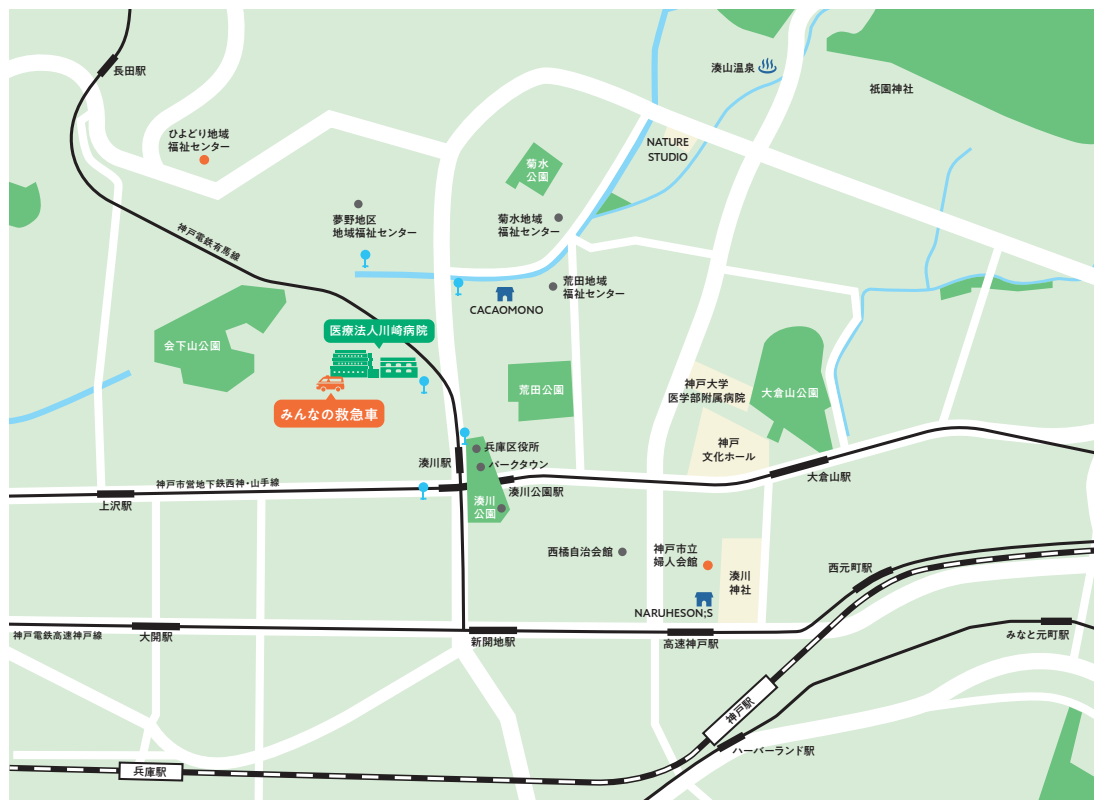 湊山温泉
長田駅
祇園神社
ひよどり地域
福祉センター
NATURE
STUDIO
菊水
公園
夢野地区
地域福祉センター
菊水地域
福祉センター
神戸電鉄有馬線
荒田地域
福祉センター
CACAOMONO
医療法人川崎病院
会下山公園
神戸大学
医学部附属病院
荒田公園
大倉山公園
みんなの救急車
神戸
文化ホール
兵庫区役所
湊川駅
パークタウン
大倉山駅
神戸市営地下鉄西神・山手線
湊川公園駅
上沢駅
湊川
公園
西橘自治会館
神戸市立
婦人会館
西元町駅
湊川
神社
NARUHESON;S
神戸電鉄高速神戸線
大開駅
新開地駅
高速神戸駅
みなと元町駅
神戸駅
ハーバーランド駅
兵庫駅